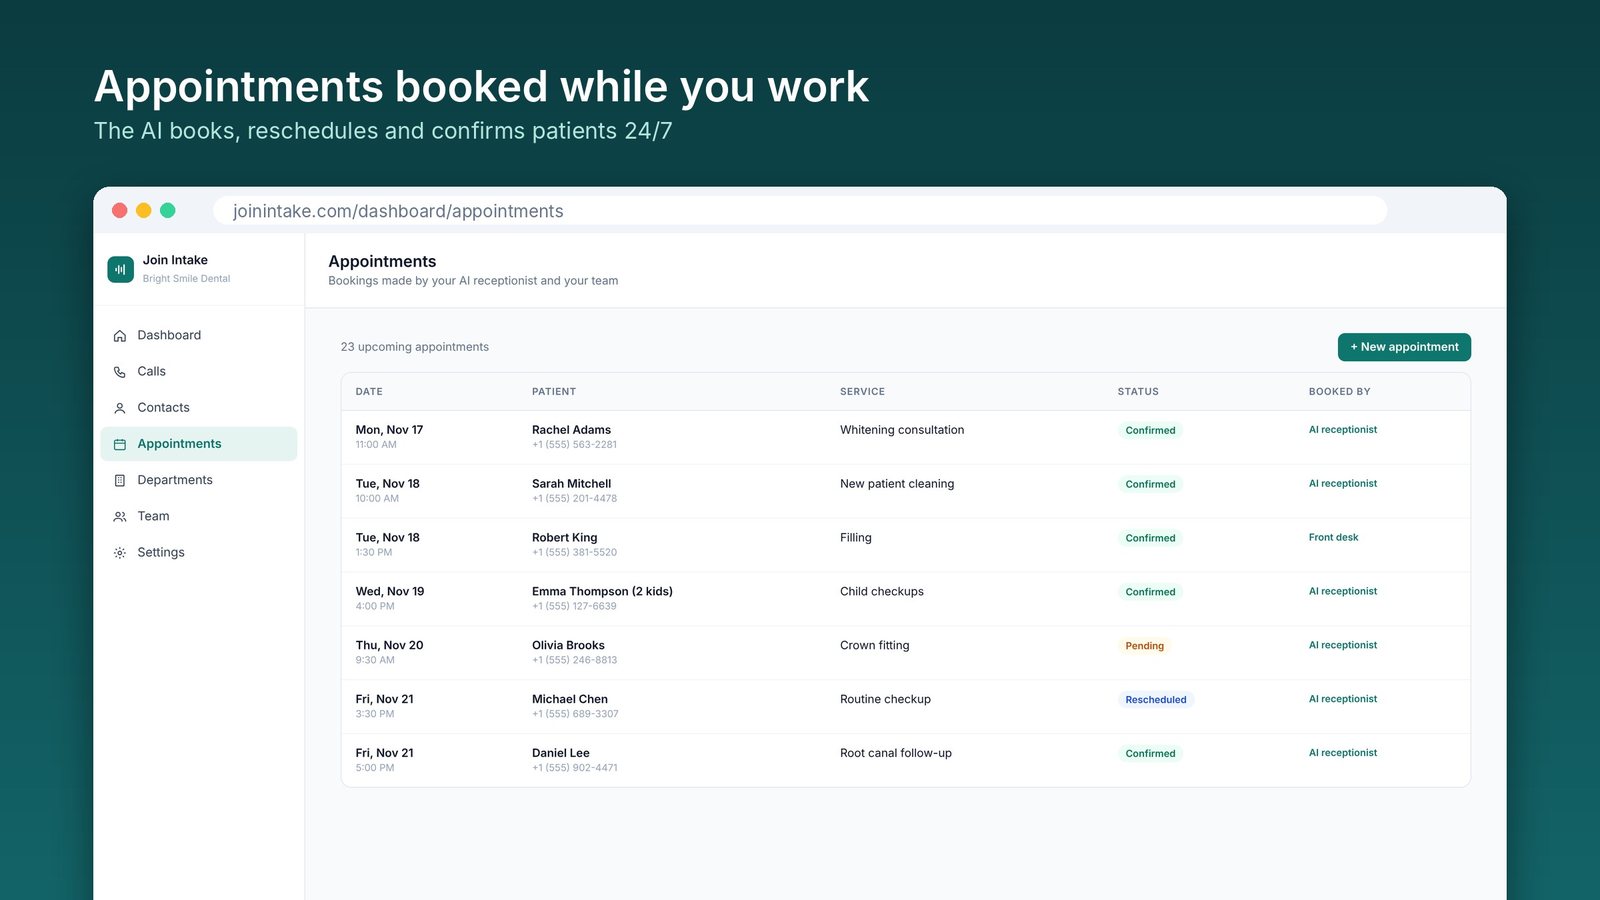 Appointments booked while you work
The AI books, reschedules and confirms patients 24/7
joinintake.com/dashboard/appointments
Join Intake
Bright Smile Dental
Dashboard
Calls
Contacts
Appointments
Departments
Team
Settings
Appointments
Bookings made by your AI receptionist and your team
23 upcoming appointments
+ New appointment
DATE PATIENT SERVICE STATUS BOOKED BY
Mon, Nov 17 Rachel Adams Whitening consultation Confirmed AI receptionist
11:00 AM +1 (555) 563-2281
Tue, Nov 18 Sarah Mitchell New patient cleaning Confirmed AI receptionist
10:00 AM +1 (555) 201-4478
Tue, Nov 18 Robert King Filling Confirmed Front desk
1:30 PM +1 (555) 381-5520
Wed, Nov 19 Emma Thompson (2 kids) Child checkups Confirmed AI receptionist
4:00 PM +1 (555) 127-6639
Thu, Nov 20 Olivia Brooks Crown fitting Pending AI receptionist
9:30 AM +1 (555) 246-8813
Fri, Nov 21 Michael Chen Routine checkup Rescheduled AI receptionist
3:30 PM +1 (555) 689-3307
Fri, Nov 21 Daniel Lee Root canal follow-up Confirmed AI receptionist
5:00 PM +1 (555) 902-4471